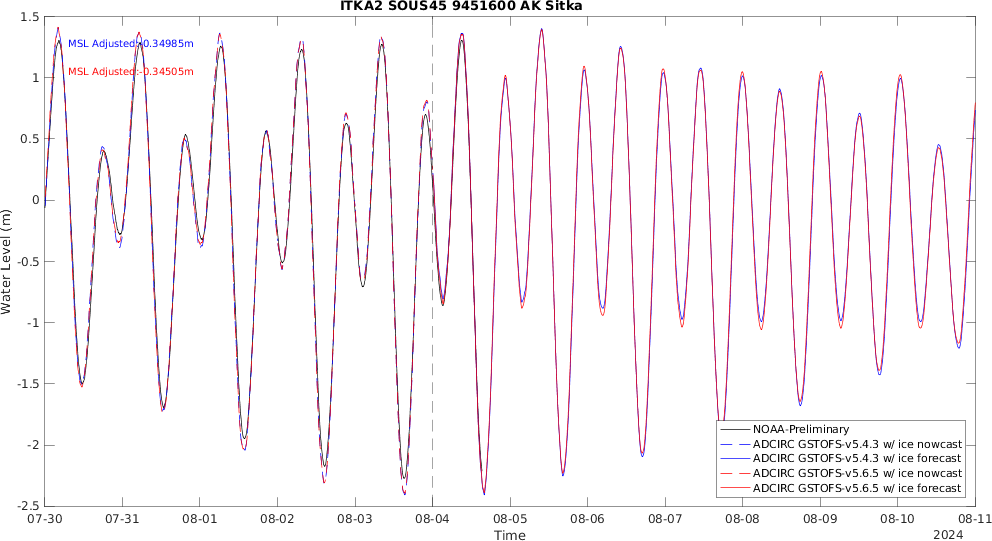 ITKA2 SOUS45 9451600 AK Sitka
MSL Adjusted:-0.34985m
MSL Adjusted:-0.34505m
Water Level (m)
1.5
1
0.5
0
-0.5
-1
-1.5
-2
-2.5
NOAA-Preliminary
ADCIRC GSTOFS-v5.4.3 w/ ice nowcast
ADCIRC GSTOFS-v5.4.3 w/ ice forecast
ADCIRC GSTOFS-v5.6.5 w/ ice nowcast
ADCIRC GSTOFS-v5.6.5 w/ ice forecast
07-30 07-31 08-01 08-02 08-03 08-04 08-05 08-06 08-07 08-08 08-09 08-10 08-11
Time
2024